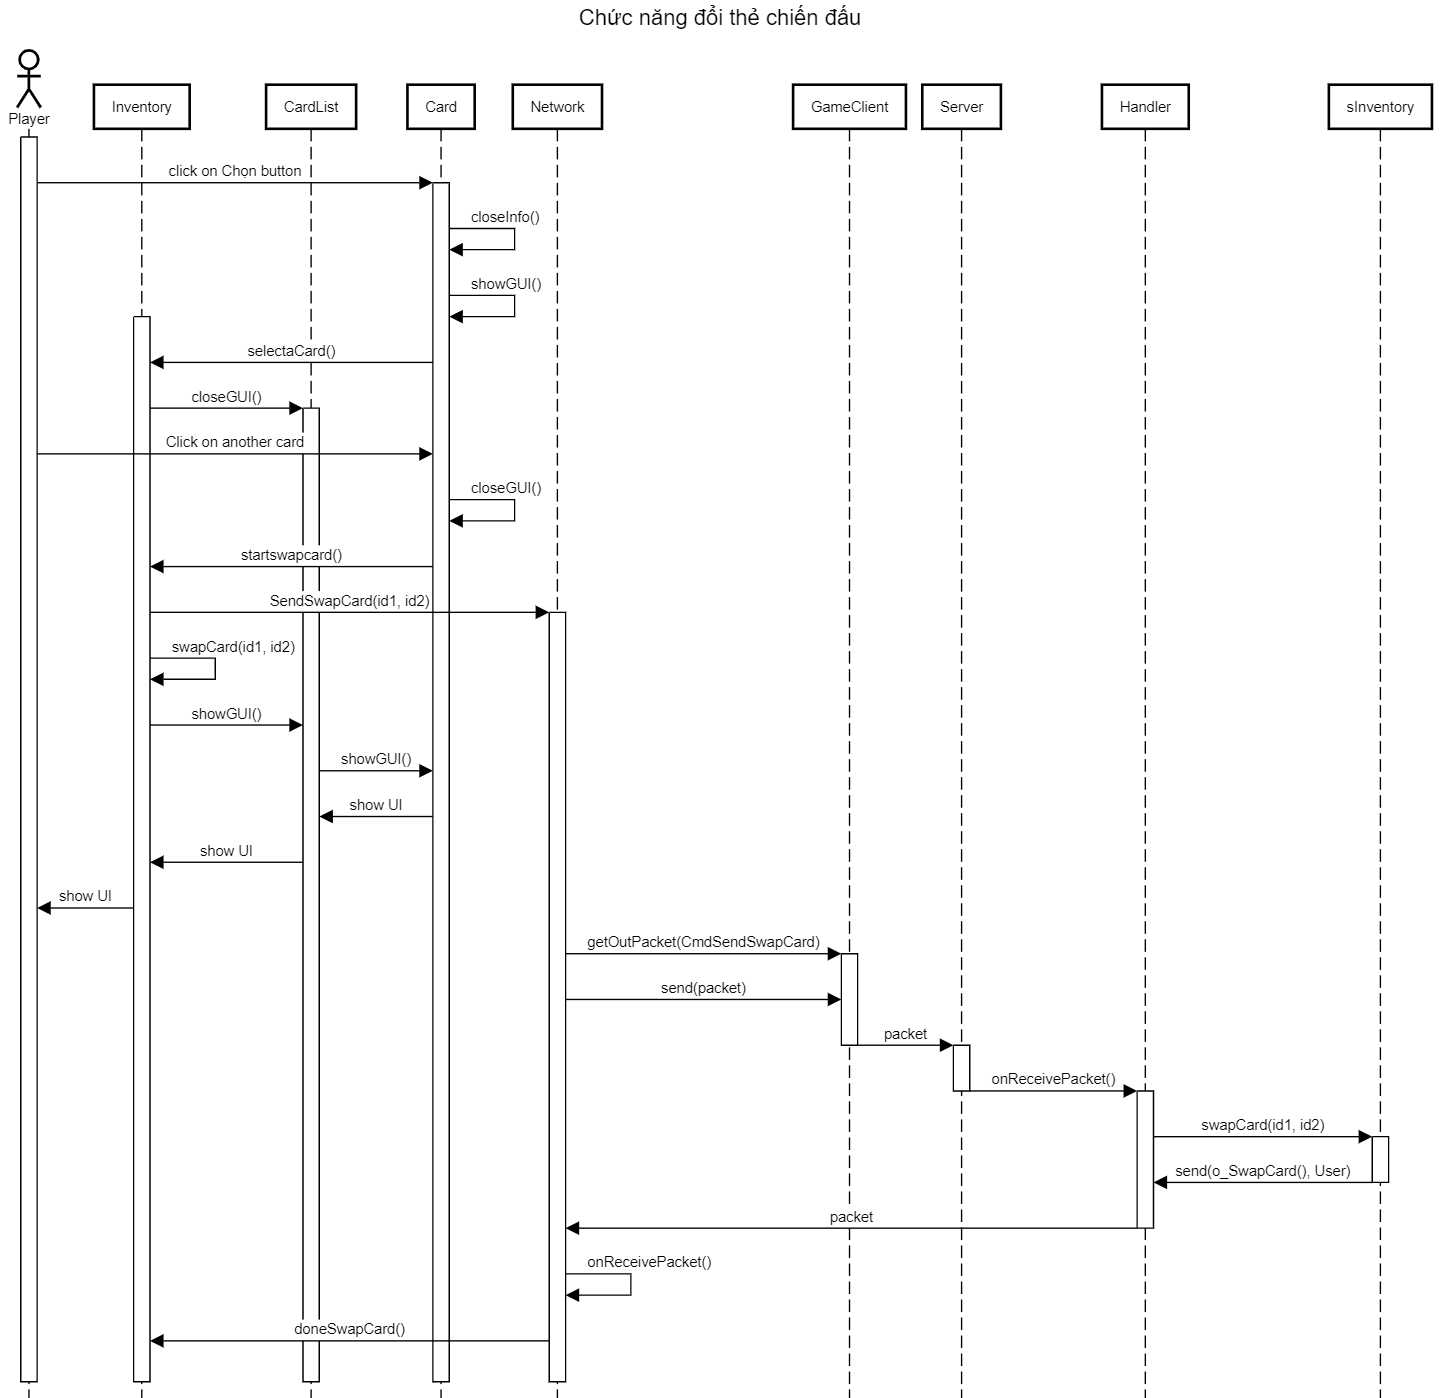 Chức năng đổi thẻ chiến đấu
Player
Inventory
CardList
Card
Network
GameClient
Server
Handler
sInventory
click on Chọn button
closeInfo()
showGUI()
selectaCard()
closeGUI()
Click on another card
closeGUI()
startswapcard()
SendSwapCard(id1, id2)
swapCard(id1, id2)
showGUI()
showGUI()
show UI
show UI
show UI
getOutPacket(CmdSendSwapCard)
send(packet)
packet
onReceivePacket()
swapCard(id1, id2)
send(o_SwapCard(), User)
packet
onReceivePacket()
doneSwapCard()